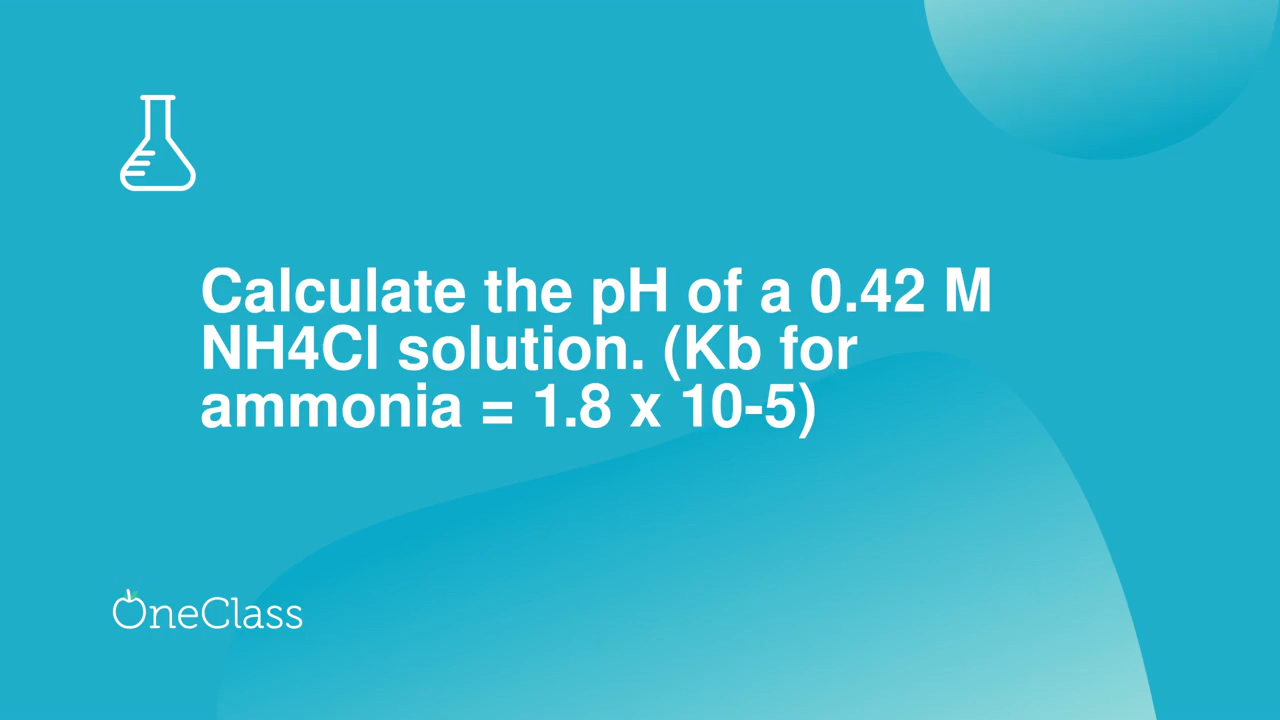 Calculate the pH of a 0.42 M
NH4Cl solution. (Kb for
ammonia = 1.8 x 10-5)
OneClass